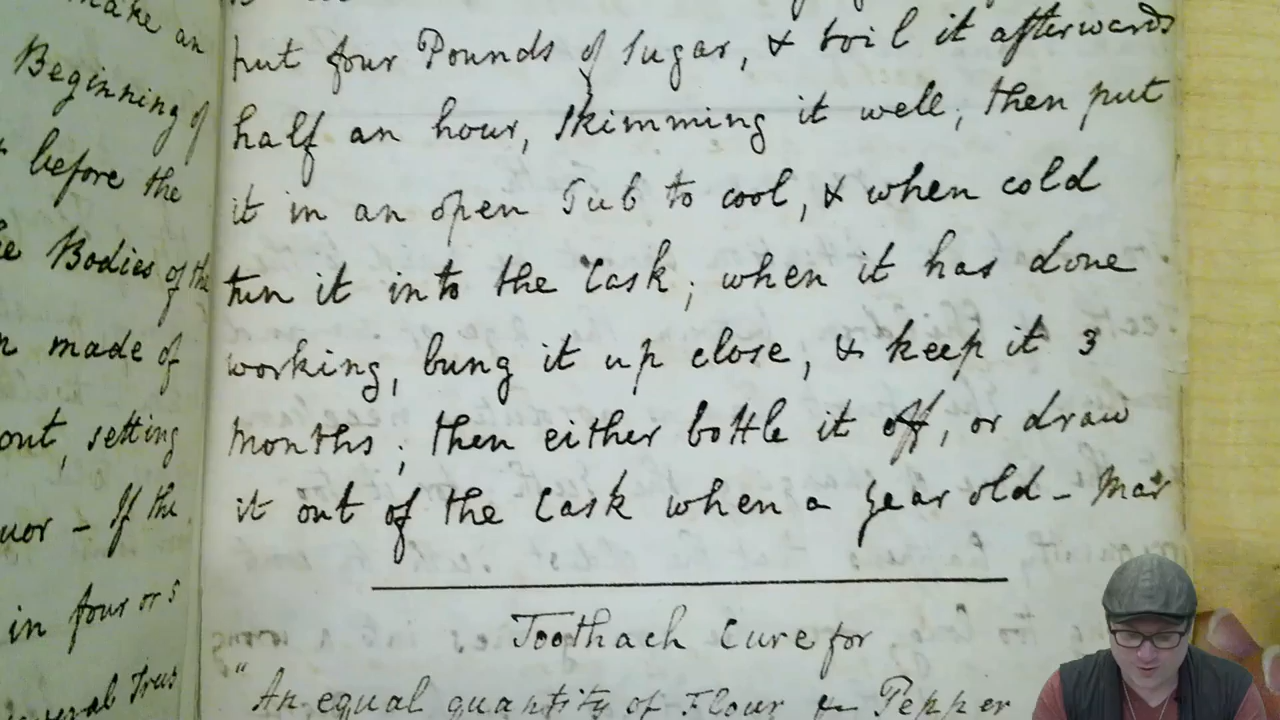 make an
Beginning of
before the
Bodies of the
made of
out, setting
uor – If the
in four or 5
put four Pounds of Sugar, & boil it afterwards
half an hour, skimming it well; then put
it in an open Tub to cool, & when cold
tun it into the Cask; when it has done
working, bung it up close, & keep it 3
Months; then either bottle it off, or draw
it out of the Cask when a year old – Mar
Toothach Cure for
"An equal quantity of Flour & Pepper